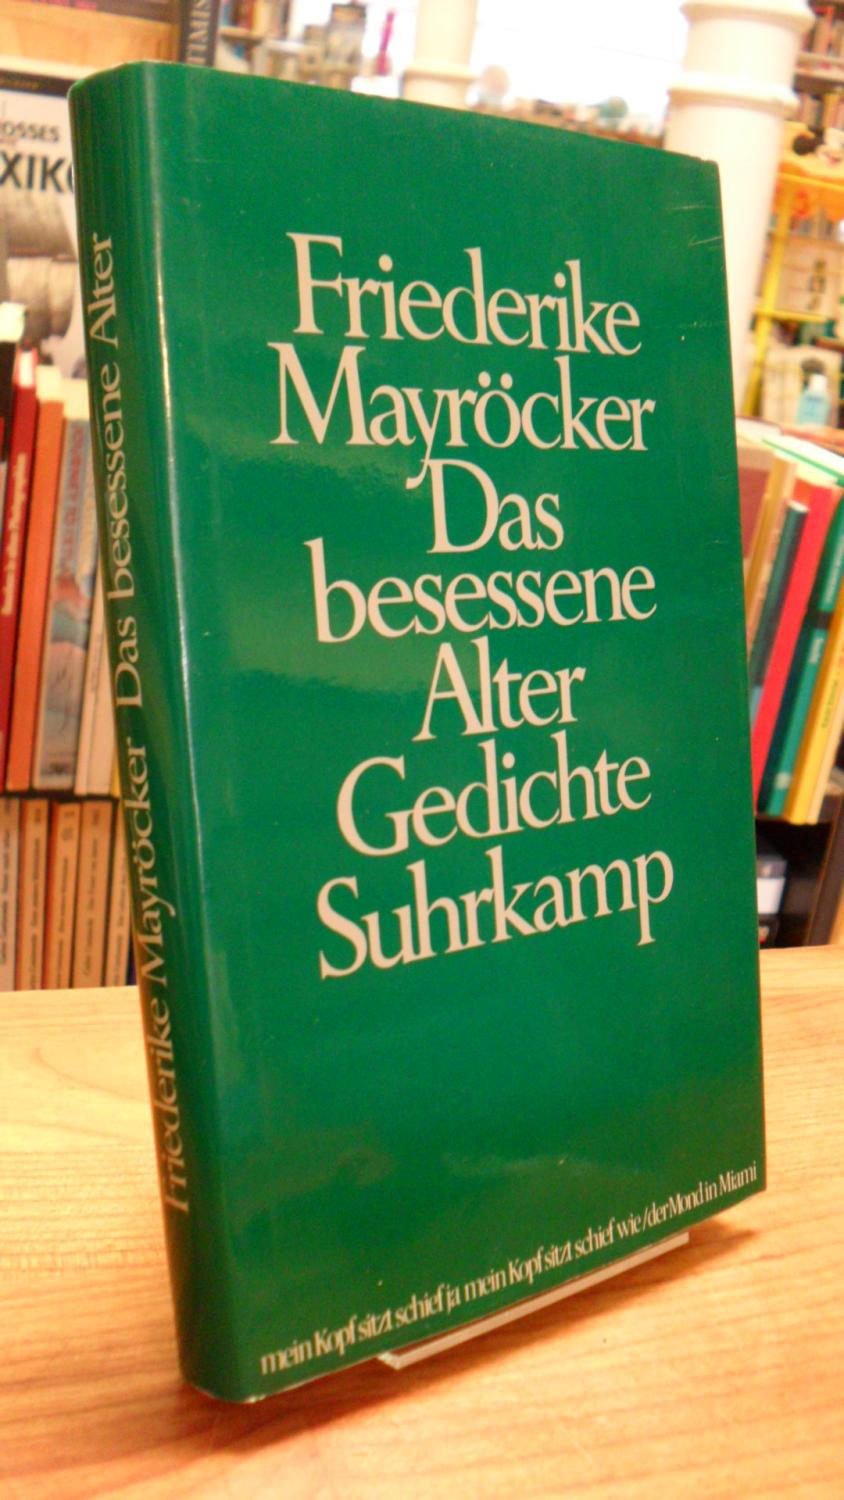 Friederike
Mayröcker
Das
besessene
Alter
Gedichte
Suhrkamp
mein Kopf sitzt schief ja mein Kopf sitzt schief wie/der Mond in Miami
Friederike Mayröcker Das besessene Alter